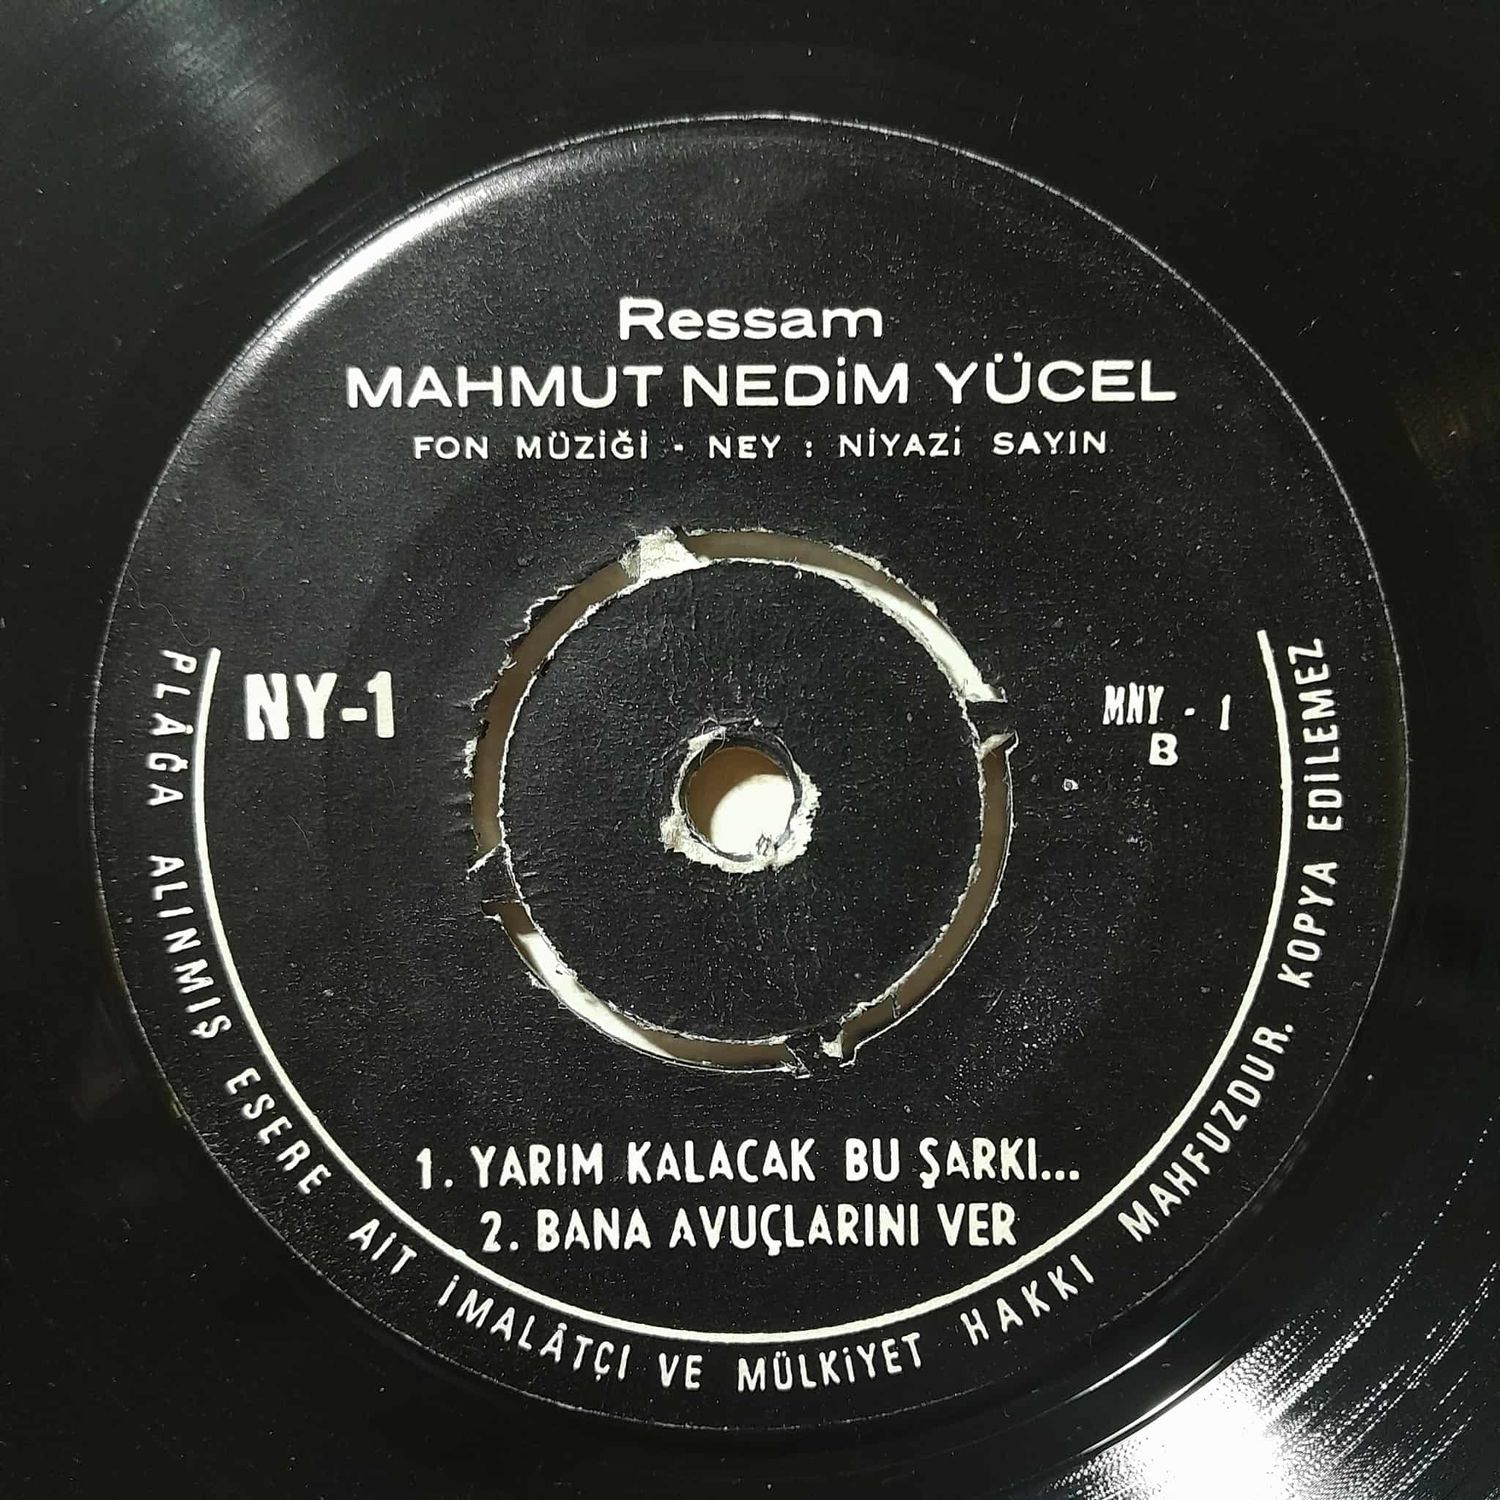 Ressam
MAHMUT NEDİM YÜCEL
FON MÜZİĞİ - NEY : NİYAZİ SAYIN
NY-1
MNY - 1
B
1. YARIM KALACAK BU ŞARKI...
2. BANA AVUÇLARINI VER
PLÂĞA ALINMIŞ ESERE AİT İMALÂTÇI VE MÜLKİYET HAKKI MAHFUZDUR. KOPYA EDİLEMEZ